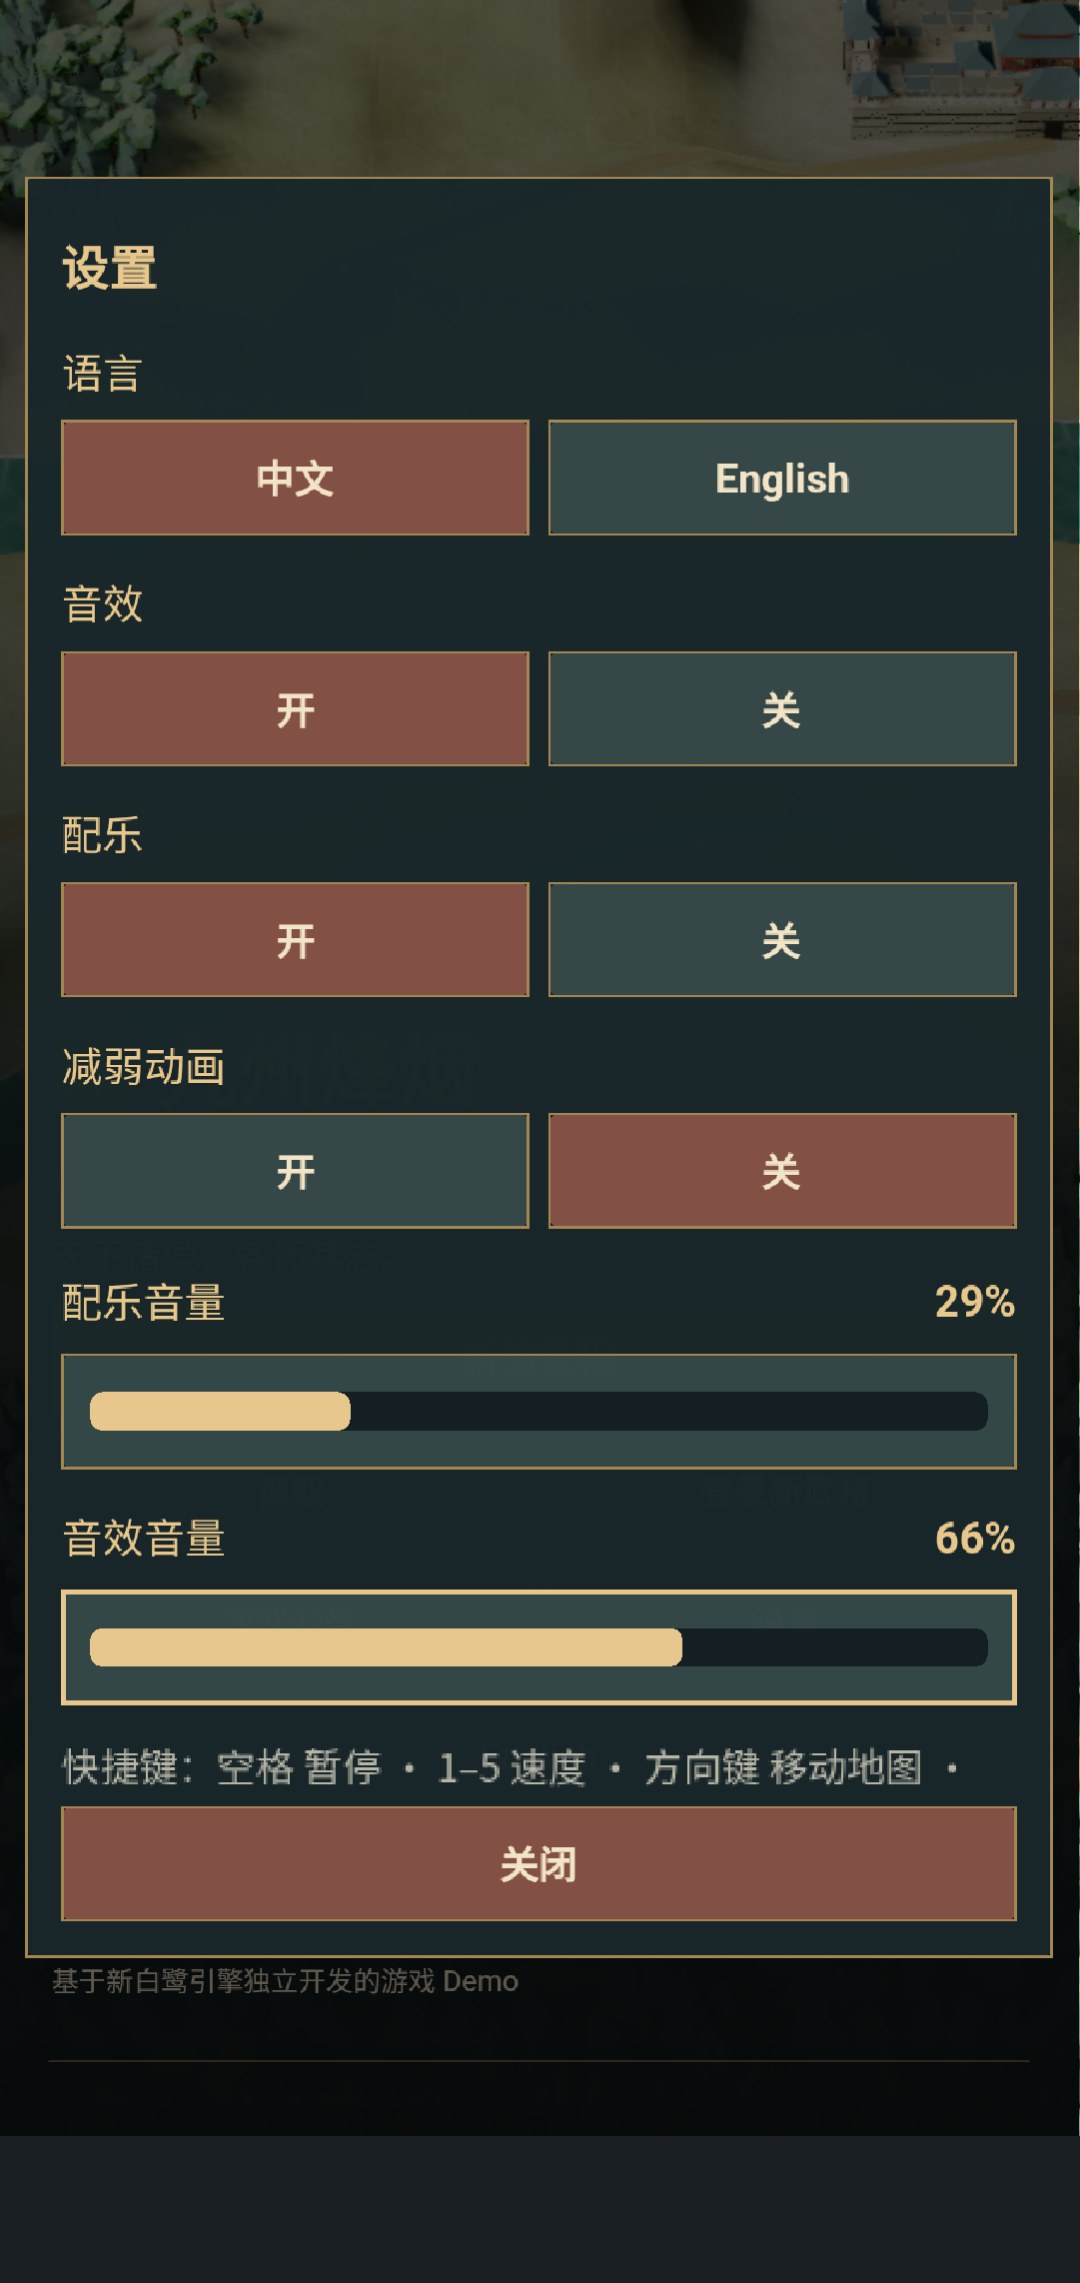 设置
语言
中文 English
音效
开 关
配乐
开 关
减弱动画
开 关
配乐音量 29%
音效音量 66%
快捷键：空格 暂停 · 1–5 速度 · 方向键 移动地图 ·
关闭
基于新白鹭引擎独立开发的游戏 Demo